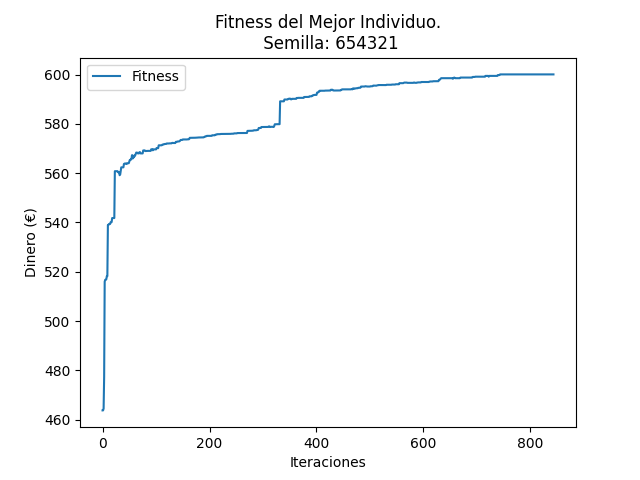 Fitness del Mejor Individuo.
Semilla: 654321
Fitness
600
580
560
540
520
500
480
460
Dinero (€)
0 200 400 600 800
Iteraciones